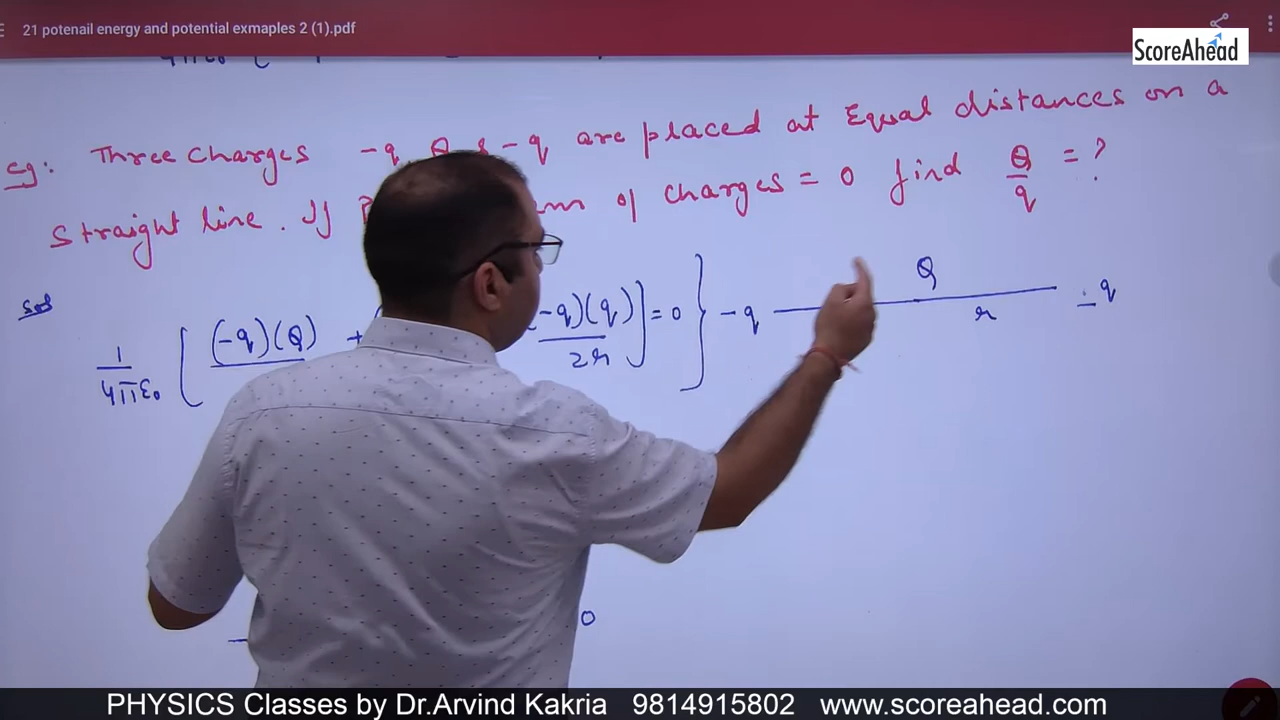 21 potenail energy and potential exmaples 2 (1).pdf
ScoreAhead
Eg: Three charges -q, Q & -q are placed at Equal distances on a
straight line. If of charges = 0 find Q/q = ?
Sol
1/4πε₀ [ (-q)(Q) + -q)(q)/2r ] = 0 } -q Q r -q
0
PHYSICS Classes by Dr.Arvind Kakria 9814915802 www.scoreahead.com